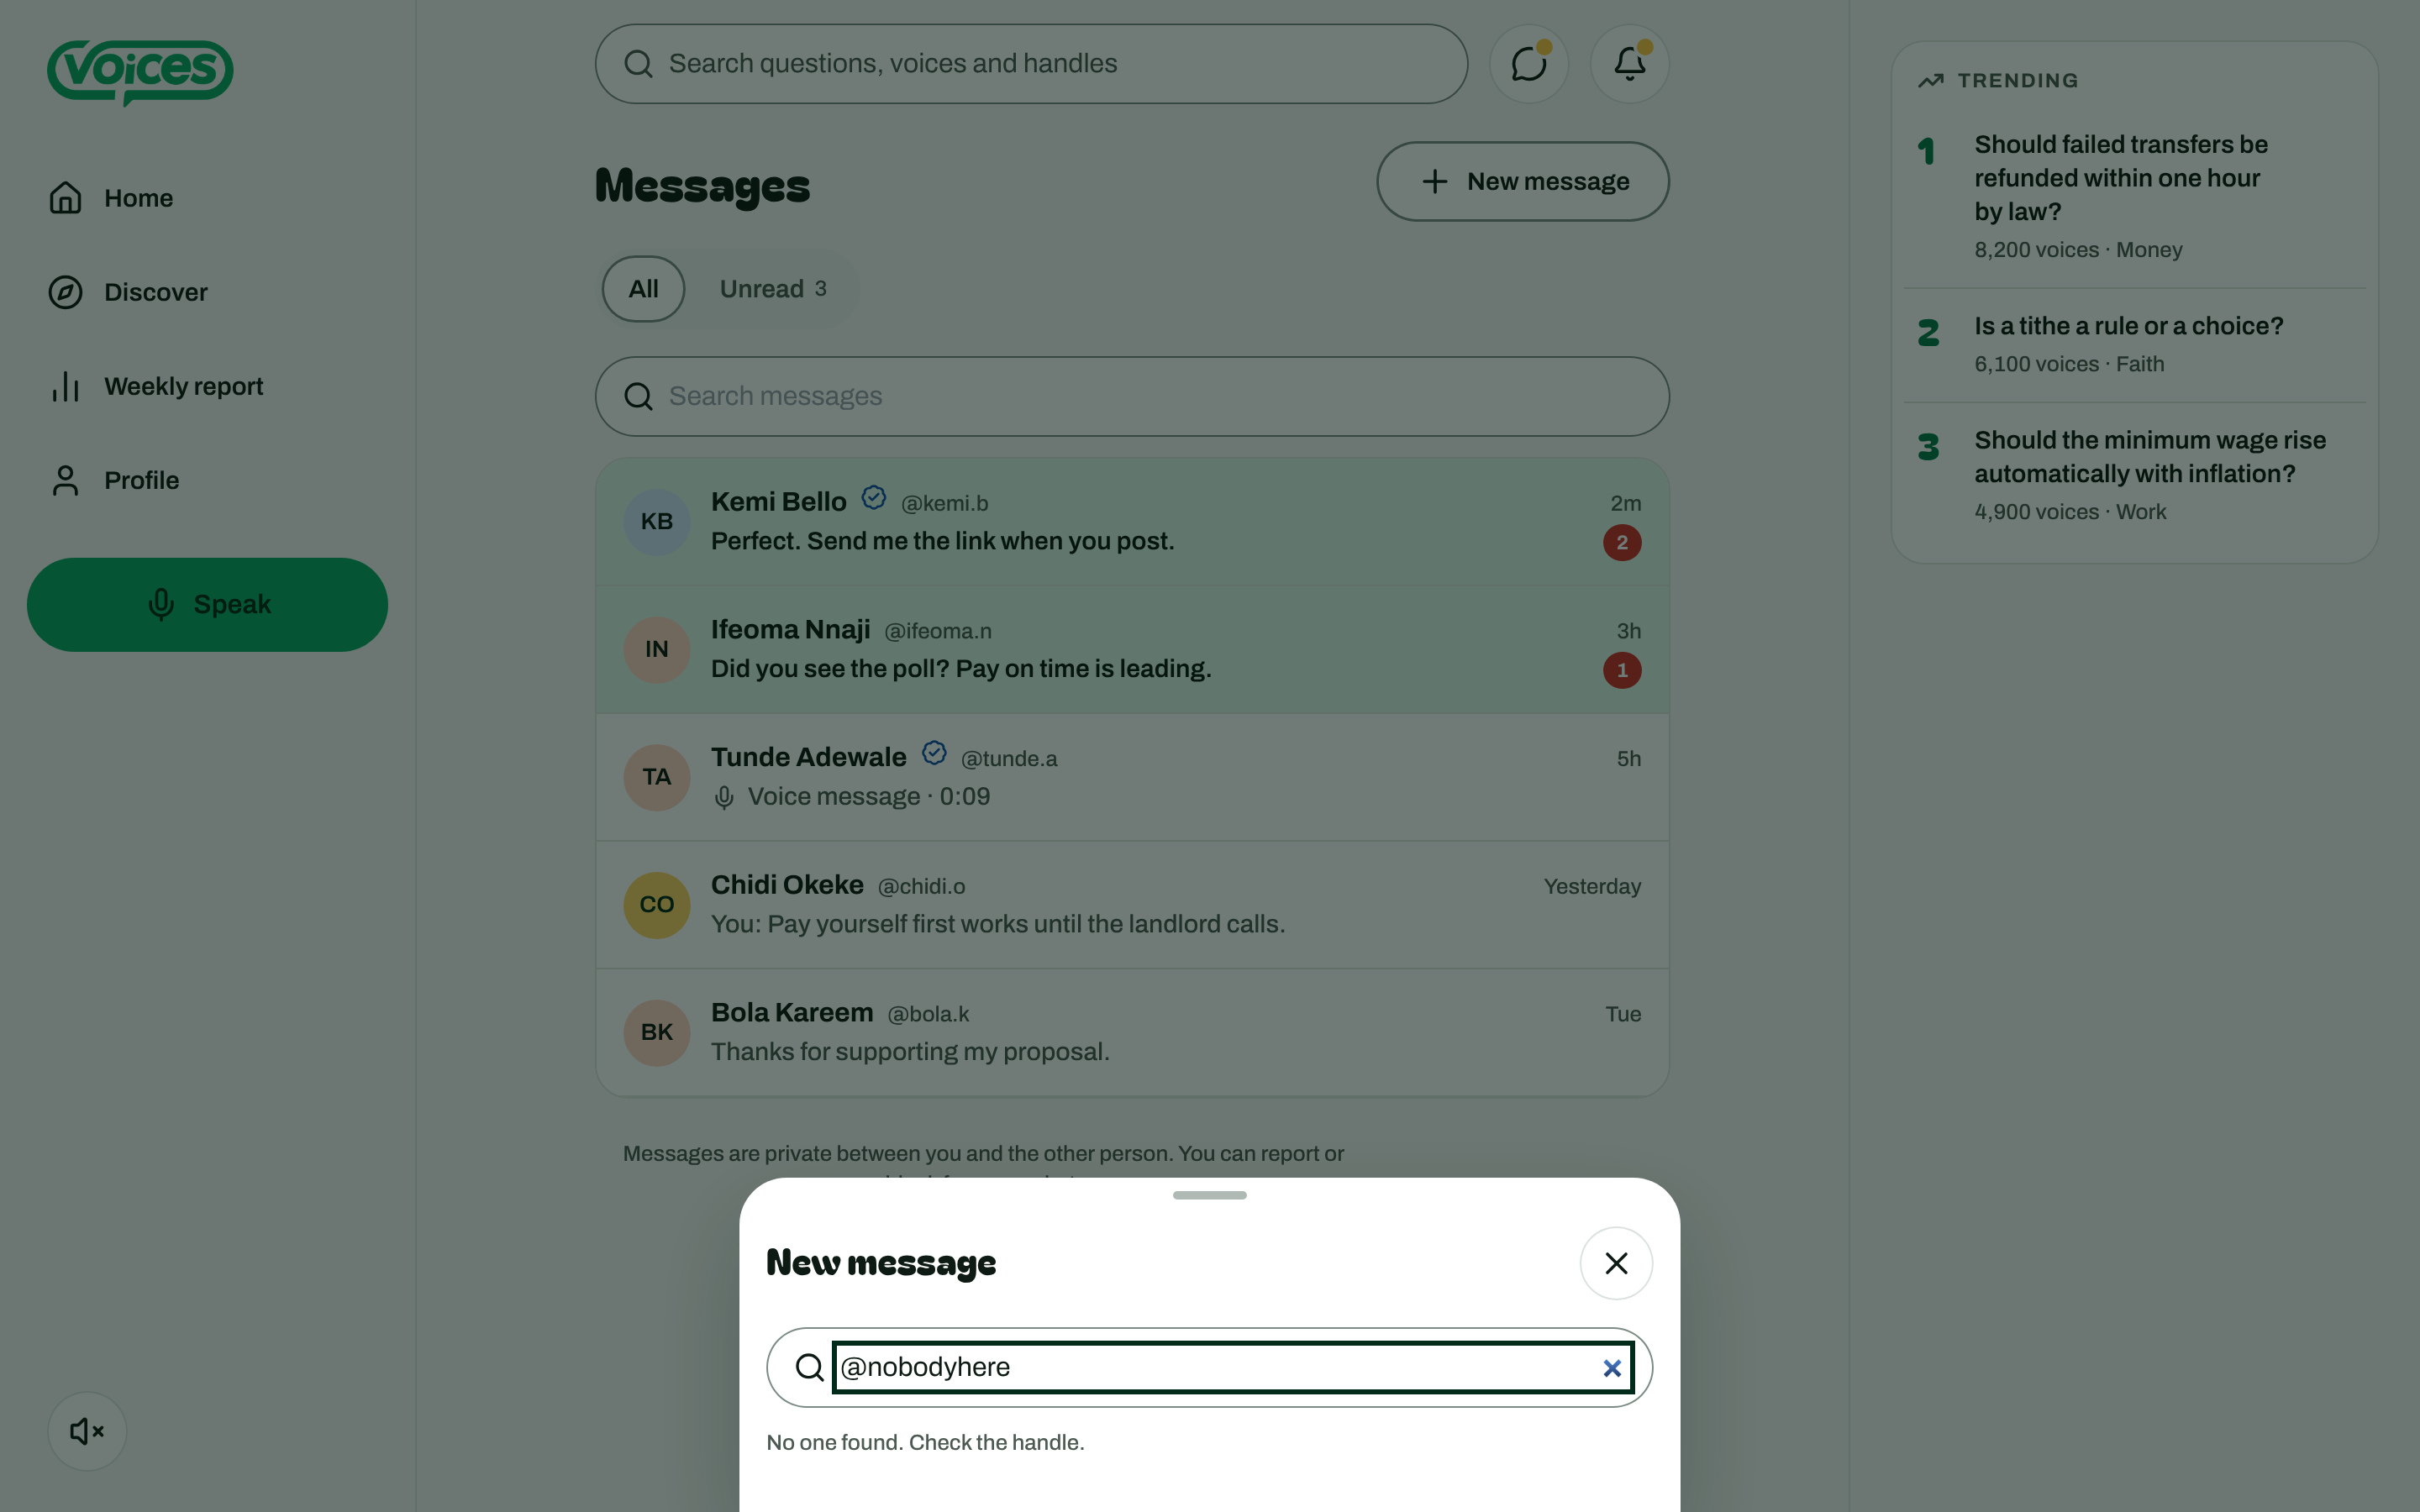 Voices
Home
Discover
Weekly report
Profile
Speak
Search questions, voices and handles
Messages
New message
All
Unread 3
Search messages
KB
Kemi Bello @kemi.b
2m
Perfect. Send me the link when you post.
2
IN
Ifeoma Nnaji @ifeoma.n
3h
Did you see the poll? Pay on time is leading.
1
TA
Tunde Adewale @tunde.a
5h
Voice message · 0:09
CO
Chidi Okeke @chidi.o
Yesterday
You: Pay yourself first works until the landlord calls.
BK
Bola Kareem @bola.k
Tue
Thanks for supporting my proposal.
Messages are private between you and the other person. You can report or
New message
@nobodyhere
No one found. Check the handle.
TRENDING
1
Should failed transfers be
refunded within one hour
by law?
8,200 voices · Money
2
Is a tithe a rule or a choice?
6,100 voices · Faith
3
Should the minimum wage rise
automatically with inflation?
4,900 voices · Work